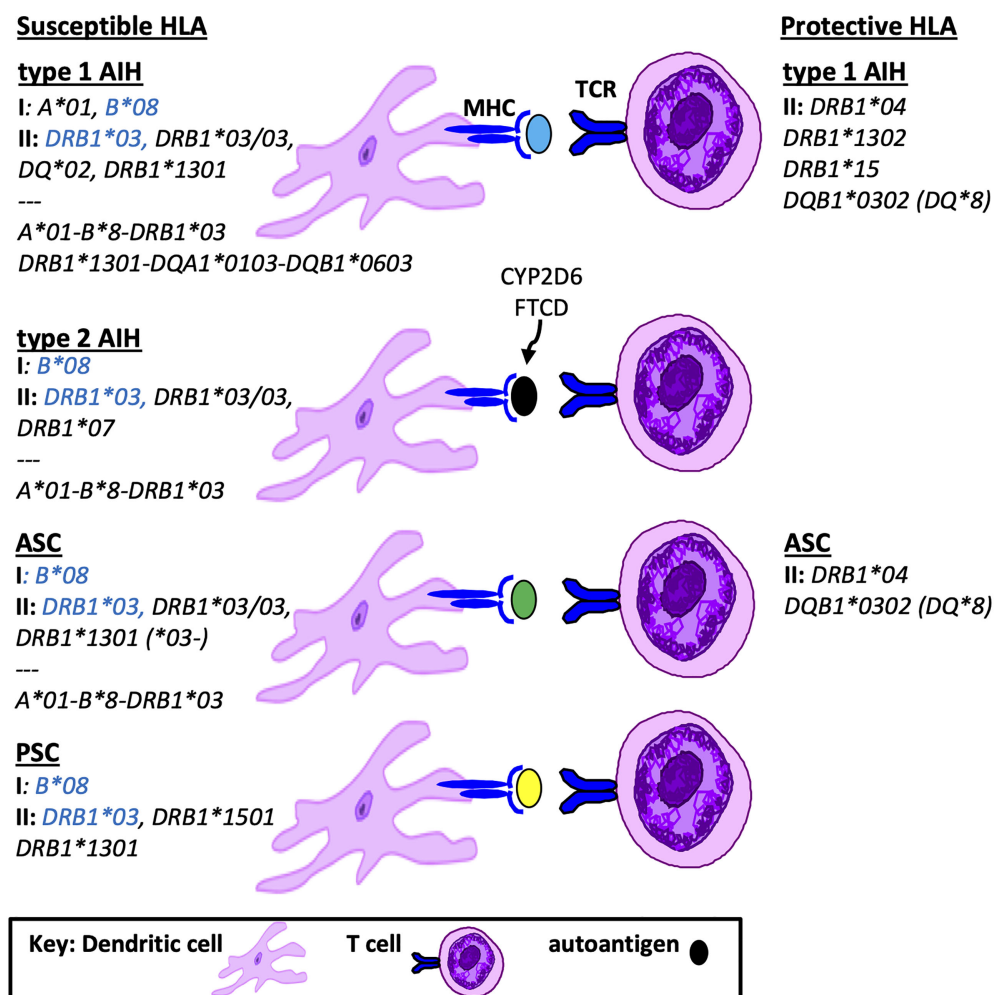 Susceptible HLA
Protective HLA
type 1 AIH
I: A*01, B*08
II: DRB1*03, DRB1*03/03,
DQ*02, DRB1*1301
---
A*01-B*8-DRB1*03
DRB1*1301-DQA1*0103-DQB1*0603
MHC
TCR
type 1 AIH
II: DRB1*04
DRB1*1302
DRB1*15
DQB1*0302 (DQ*8)
type 2 AIH
I: B*08
II: DRB1*03, DRB1*03/03,
DRB1*07
---
A*01-B*8-DRB1*03
CYP2D6
FTCD
ASC
I: B*08
II: DRB1*03, DRB1*03/03,
DRB1*1301 (*03-)
---
A*01-B*8-DRB1*03
ASC
II: DRB1*04
DQB1*0302 (DQ*8)
PSC
I: B*08
II: DRB1*03, DRB1*1501
DRB1*1301
Key: Dendritic cell
T cell
autoantigen